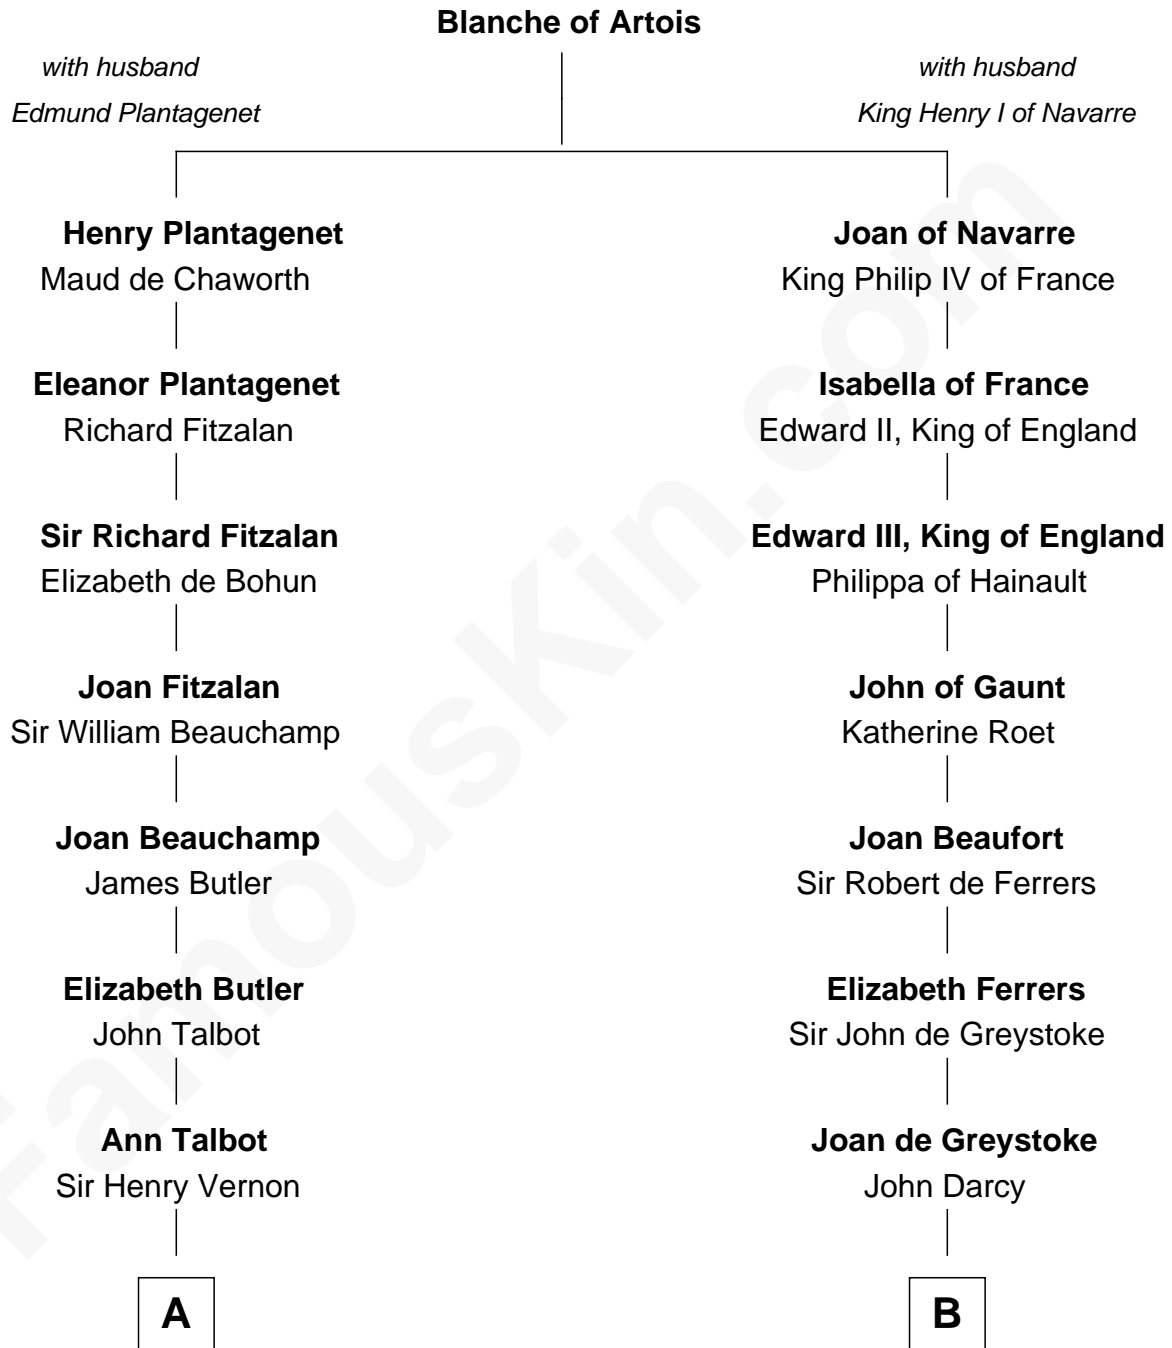 Blanche of Artois
with husband
Edmund Plantagenet
with husband
King Henry I of Navarre
Henry Plantagenet
Maud de Chaworth
Eleanor Plantagenet
Richard Fitzalan
Sir Richard Fitzalan
Elizabeth de Bohun
Joan Fitzalan
Sir William Beauchamp
Joan Beauchamp
James Butler
Elizabeth Butler
John Talbot
Ann Talbot
Sir Henry Vernon
A
Joan of Navarre
King Philip IV of France
Isabella of France
Edward II, King of England
Edward III, King of England
Philippa of Hainault
John of Gaunt
Katherine Roet
Joan Beaufort
Sir Robert de Ferrers
Elizabeth Ferrers
Sir John de Greystoke
Joan de Greystoke
John Darcy
B
FamousKin.com